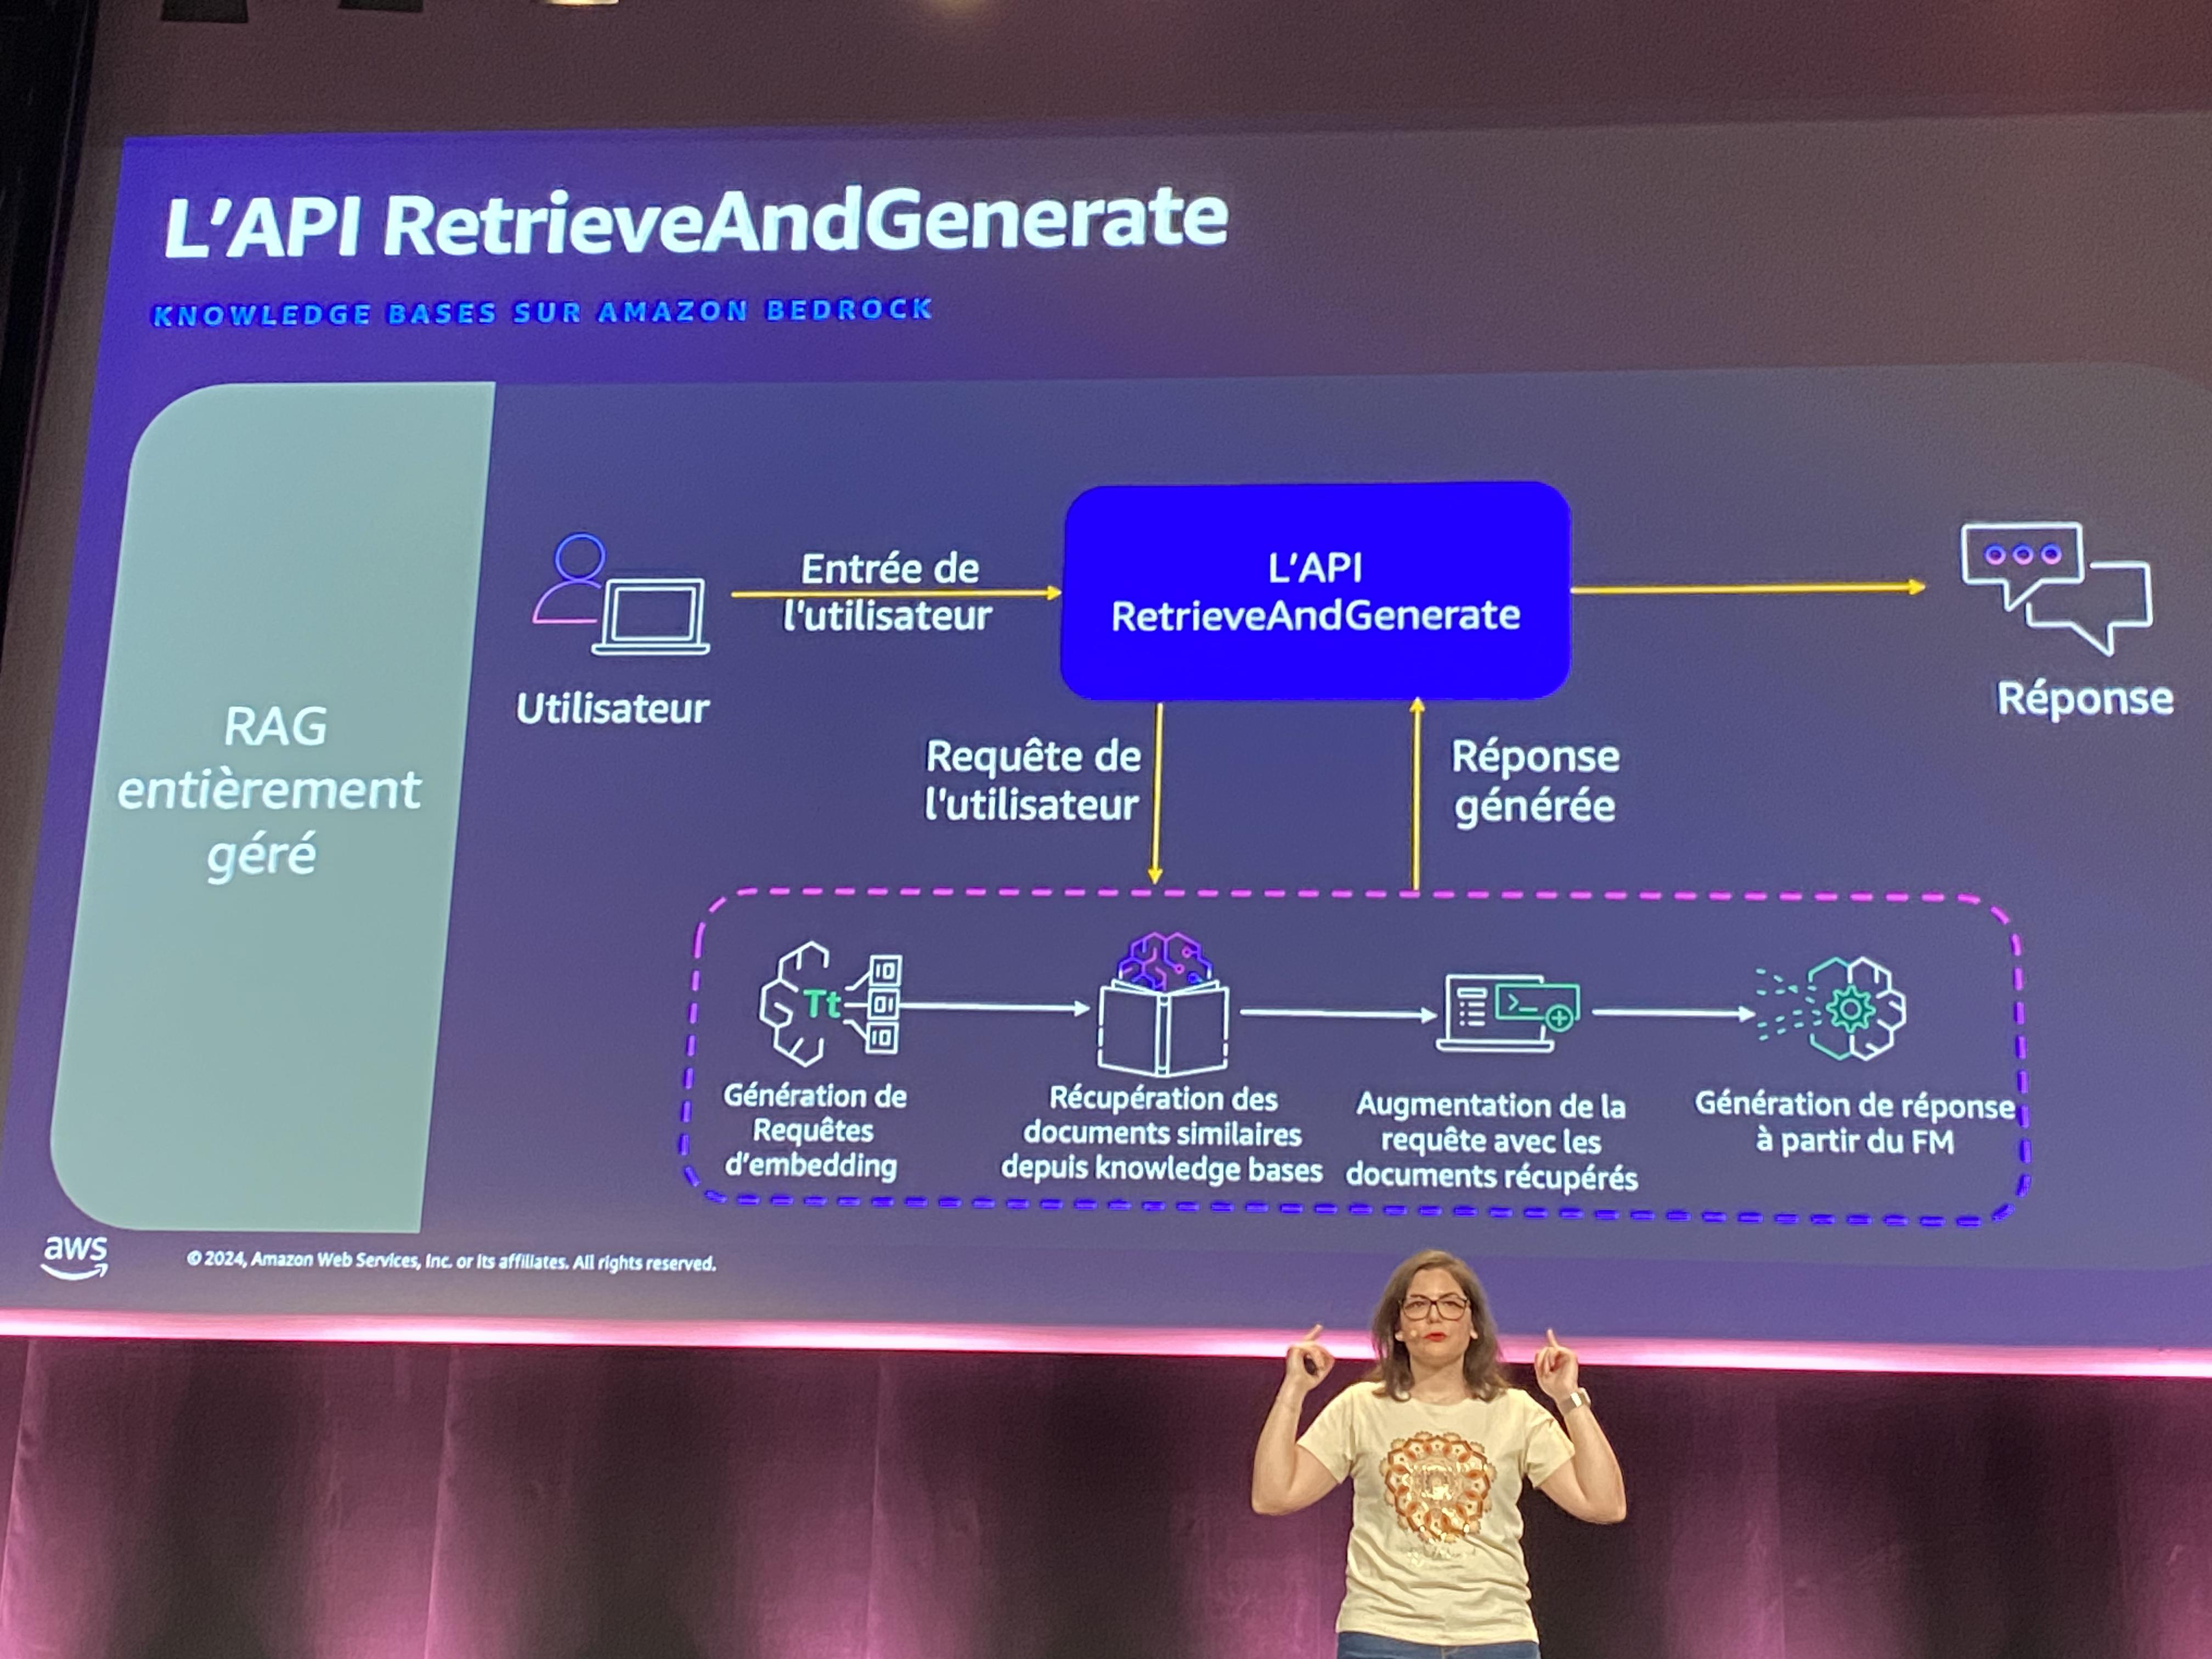 L'API RetrieveAndGenerate
KNOWLEDGE BASES SUR AMAZON BEDROCK
RAG
entièrement
géré
Utilisateur
Entrée de
l'utilisateur
L'API
RetrieveAndGenerate
Réponse
Requête de
l'utilisateur
Réponse
générée
Tt
10
01
10
Génération de
Requêtes
d'embedding
Récupération des
documents similaires
depuis knowledge bases
Augmentation de la
requête avec les
documents récupérés
Génération de réponse
à partir du FM
aws
© 2024, Amazon Web Services, Inc. or its affiliates. All rights reserved.